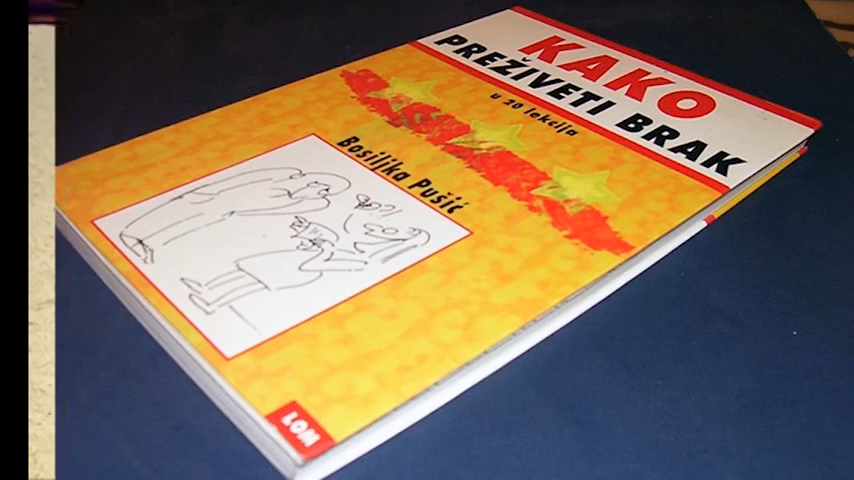 KAKO
PREŽIVETI BRAK
u 20 lekcija
Bosiljka Pušić
LOM